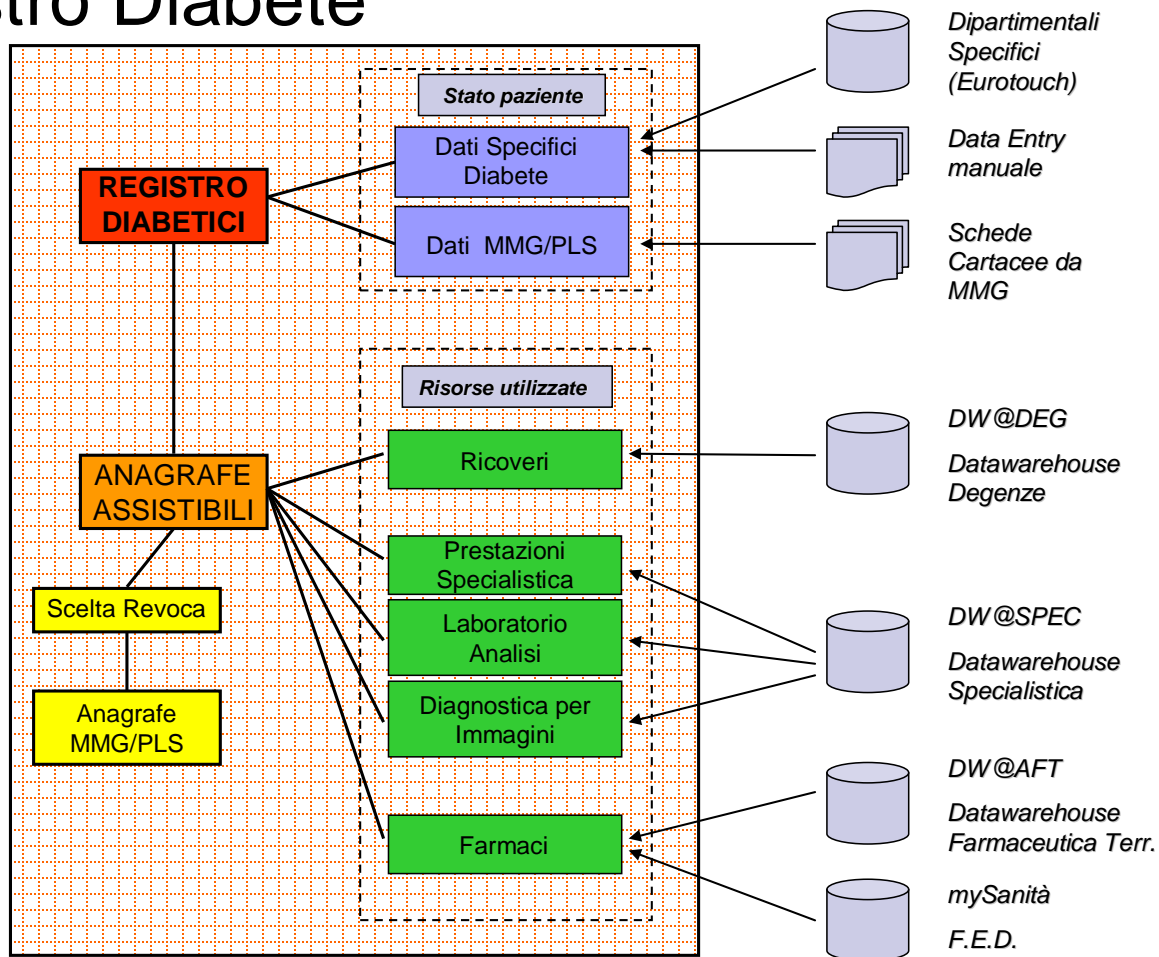 stro Diabete
Stato paziente
Dati Specifici
Diabete
Dati MMG/PLS
REGISTRO
DIABETICI
Dipartimentali
Specifici
(Eurotouch)
Data Entry
manuale
Schede
Cartacee da
MMG
Risorse utilizzate
Ricoveri
ANAGRAFE
ASSISTIBILI
Prestazioni
Specialistica
Scelta Revoca
Laboratorio
Analisi
Anagrafe
MMG/PLS
Diagnostica per
Immagini
Farmaci
DW@DEG
Datawarehouse
Degenze
DW@SPEC
Datawarehouse
Specialistica
DW@AFT
Datawarehouse
Farmaceutica Terr.
mySanità
F.E.D.